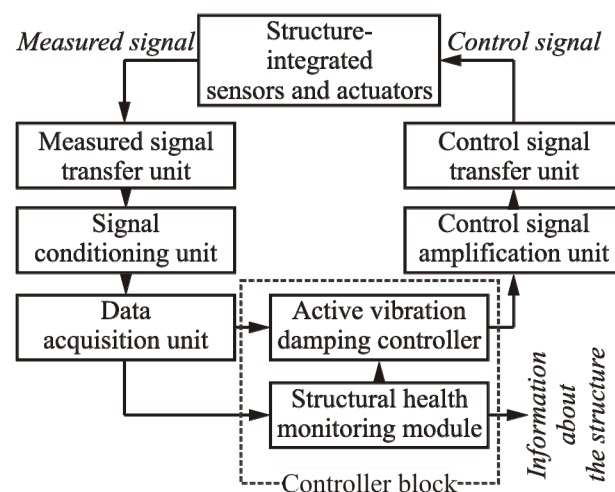 Measured signal
Structure-
integrated
sensors and actuators
Control signal
Measured signal
transfer unit
Control signal
transfer unit
Signal
conditioning unit
Control signal
amplification unit
Data
acquisition unit
Active vibration
damping controller
Structural health
monitoring module
Information
about
the structure
Controller block